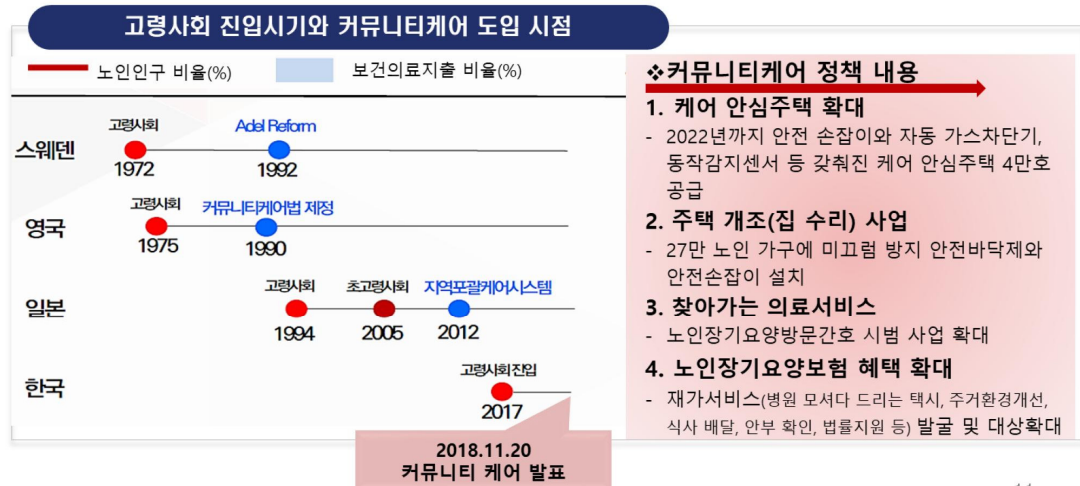 고령사회 진입시기와 커뮤니티케어 도입 시점
노인인구 비율(%)
보건의료지출 비율(%)
스웨덴
고령사회
1972
Adel Reform
1992
영국
고령사회
1975
커뮤니티케어법 제정
1990
일본
고령사회
1994
초고령사회
2005
지역포괄케어시스템
2012
한국
고령사회 진입
2017
2018.11.20
커뮤니티 케어 발표
❖커뮤니티케어 정책 내용
1. 케어 안심주택 확대
- 2022년까지 안전 손잡이와 자동 가스차단기,
동작감지센서 등 갖춰진 케어 안심주택 4만호
공급
2. 주택 개조(집 수리) 사업
- 27만 노인 가구에 미끄럼 방지 안전바닥제와
안전손잡이 설치
3. 찾아가는 의료서비스
- 노인장기요양방문간호 시범 사업 확대
4. 노인장기요양보험 혜택 확대
- 재가서비스(병원 모셔다 드리는 택시, 주거환경개선,
식사 배달, 안부 확인, 법률지원 등) 발굴 및 대상확대